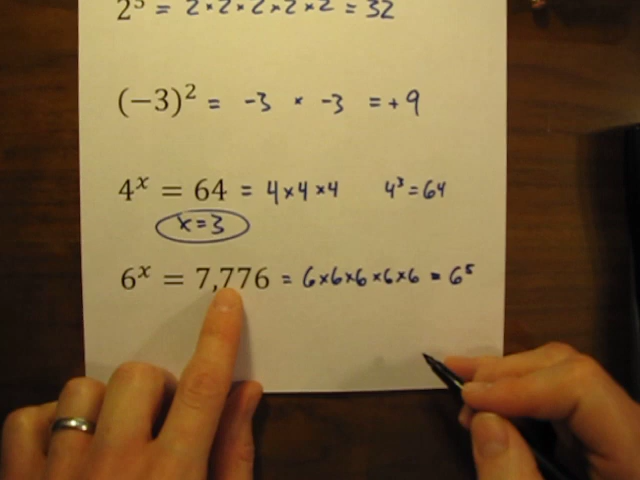 2⁵ = 2 × 2 × 2 × 2 × 2 = 32
(−3)² = -3 × -3 = + 9
4ˣ = 64 = 4 × 4 × 4 4³ = 64
x = 3
6ˣ = 7,776 = 6 × 6 × 6 × 6 × 6 = 6⁵